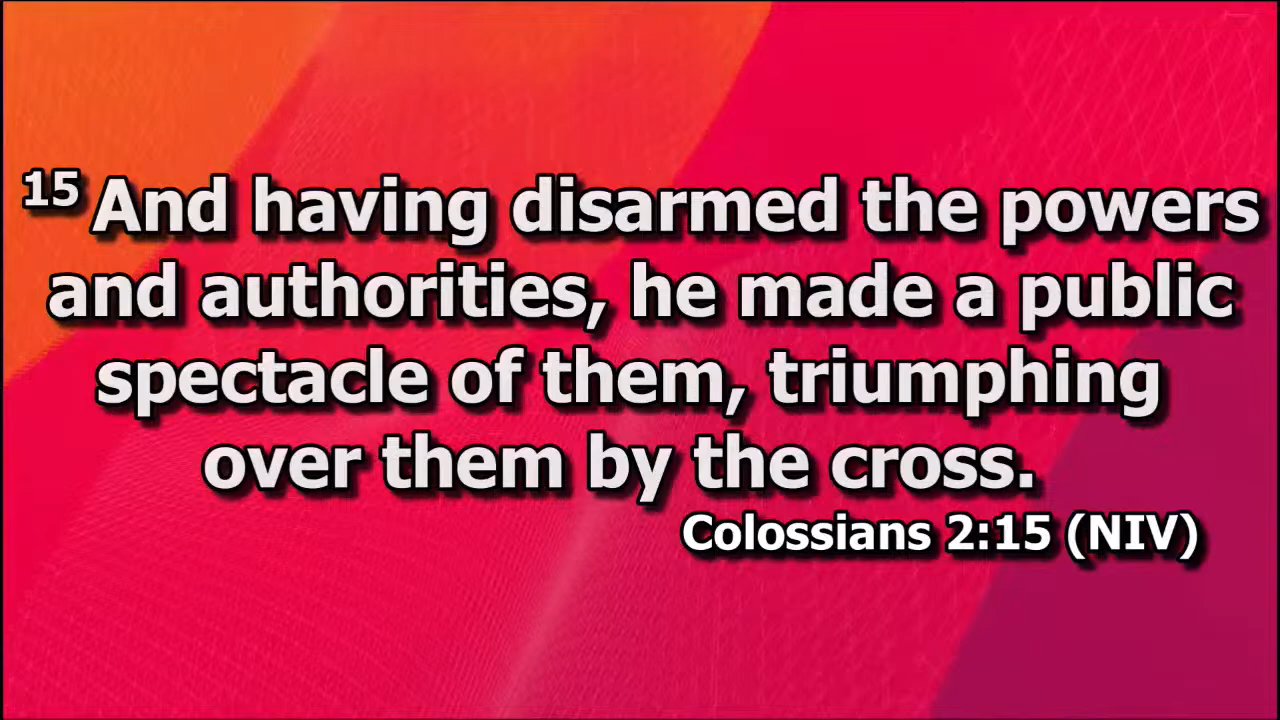 15 And having disarmed the powers
and authorities, he made a public
spectacle of them, triumphing
over them by the cross.
Colossians 2:15 (NIV)